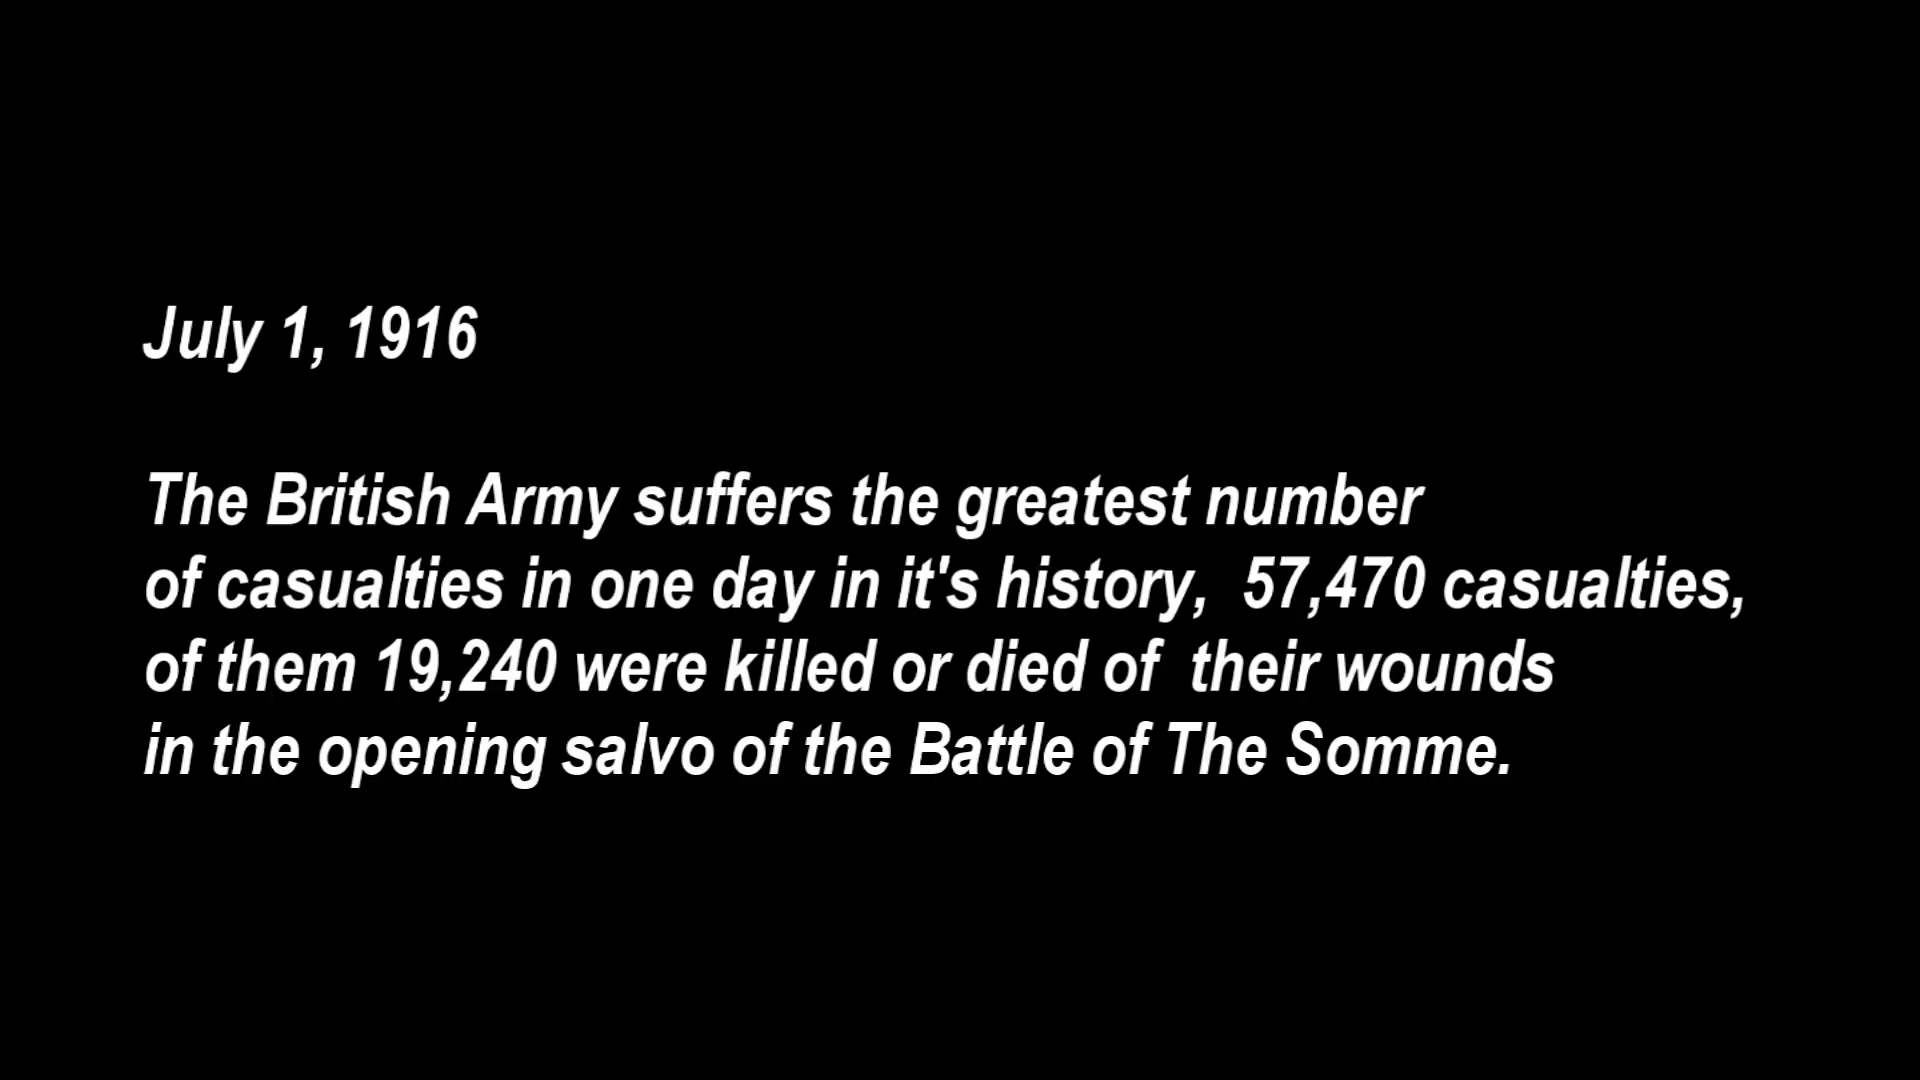 July 1, 1916
The British Army suffers the greatest number
of casualties in one day in it's history,  57,470 casualties,
of them 19,240 were killed or died of  their wounds
in the opening salvo of the Battle of The Somme.